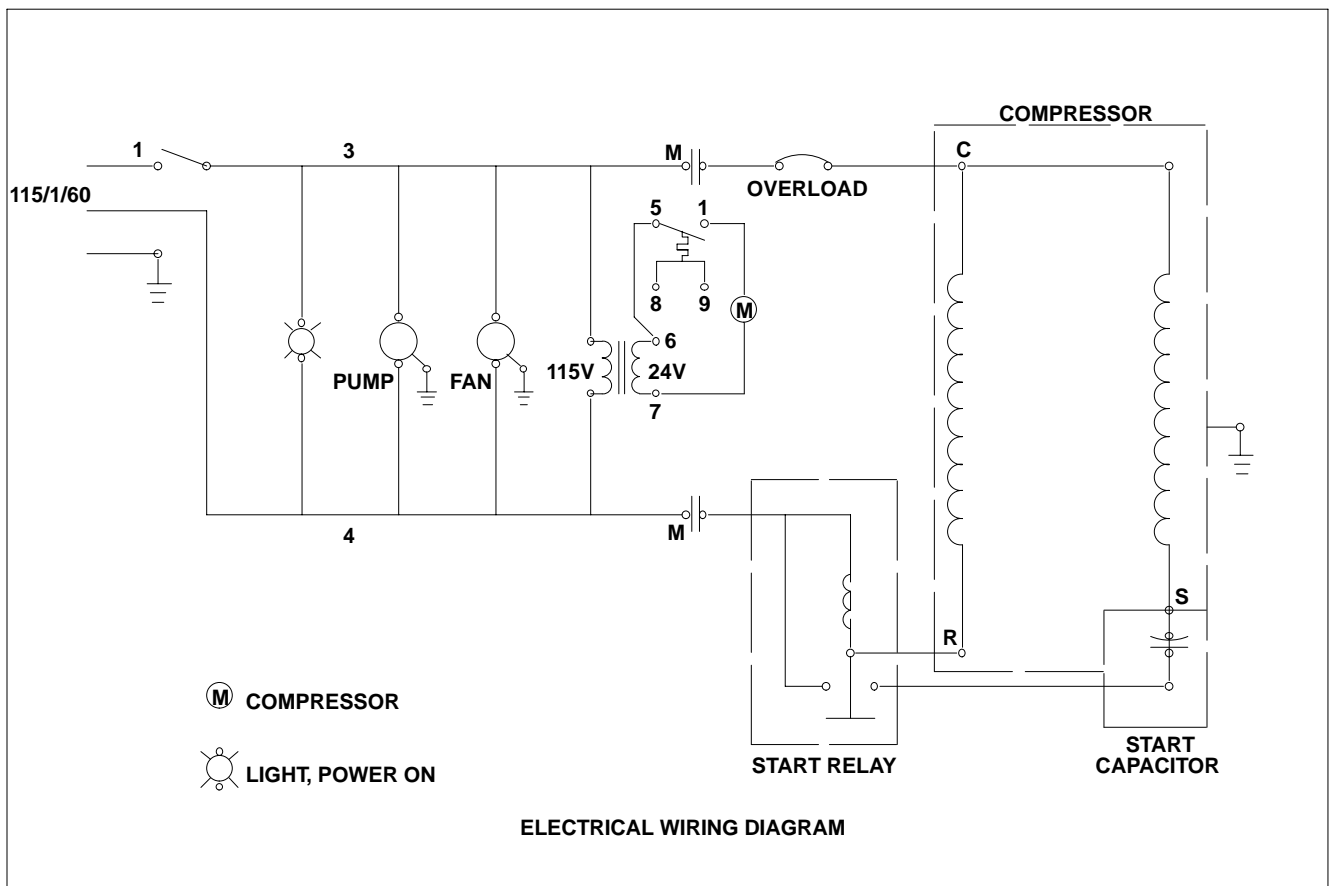 COMPRESSOR
1
3
M
C
115/1/60
OVERLOAD
5 1
8 9
M
6
115V 24V
7
PUMP
FAN
4
M
S
R
M COMPRESSOR
LIGHT, POWER ON
START RELAY
START
CAPACITOR
ELECTRICAL WIRING DIAGRAM